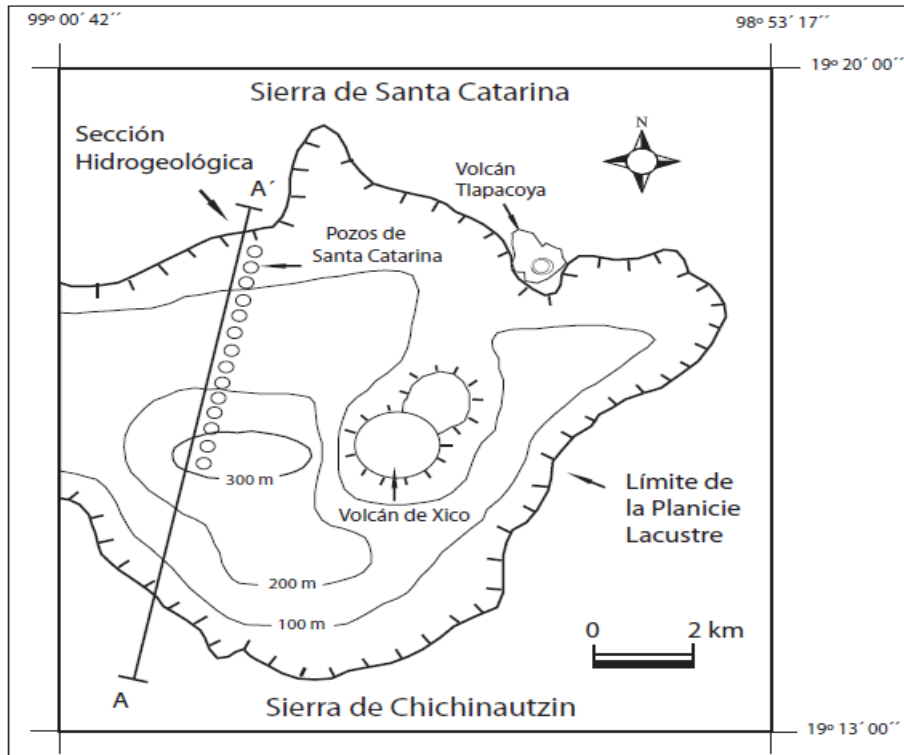 99º 00´ 42´´
98º 53´ 17´´
19º 20´ 00´´
Sierra de Santa Catarina
Sección
Hidrogeológica
N
Volcán
Tlapacoya
A´
Pozos de
Santa Catarina
300 m
Límite de
la Planicie
Lacustre
Volcán de Xico
200 m
100 m
0 2 km
A
Sierra de Chichinautzin
19º 13´ 00´´